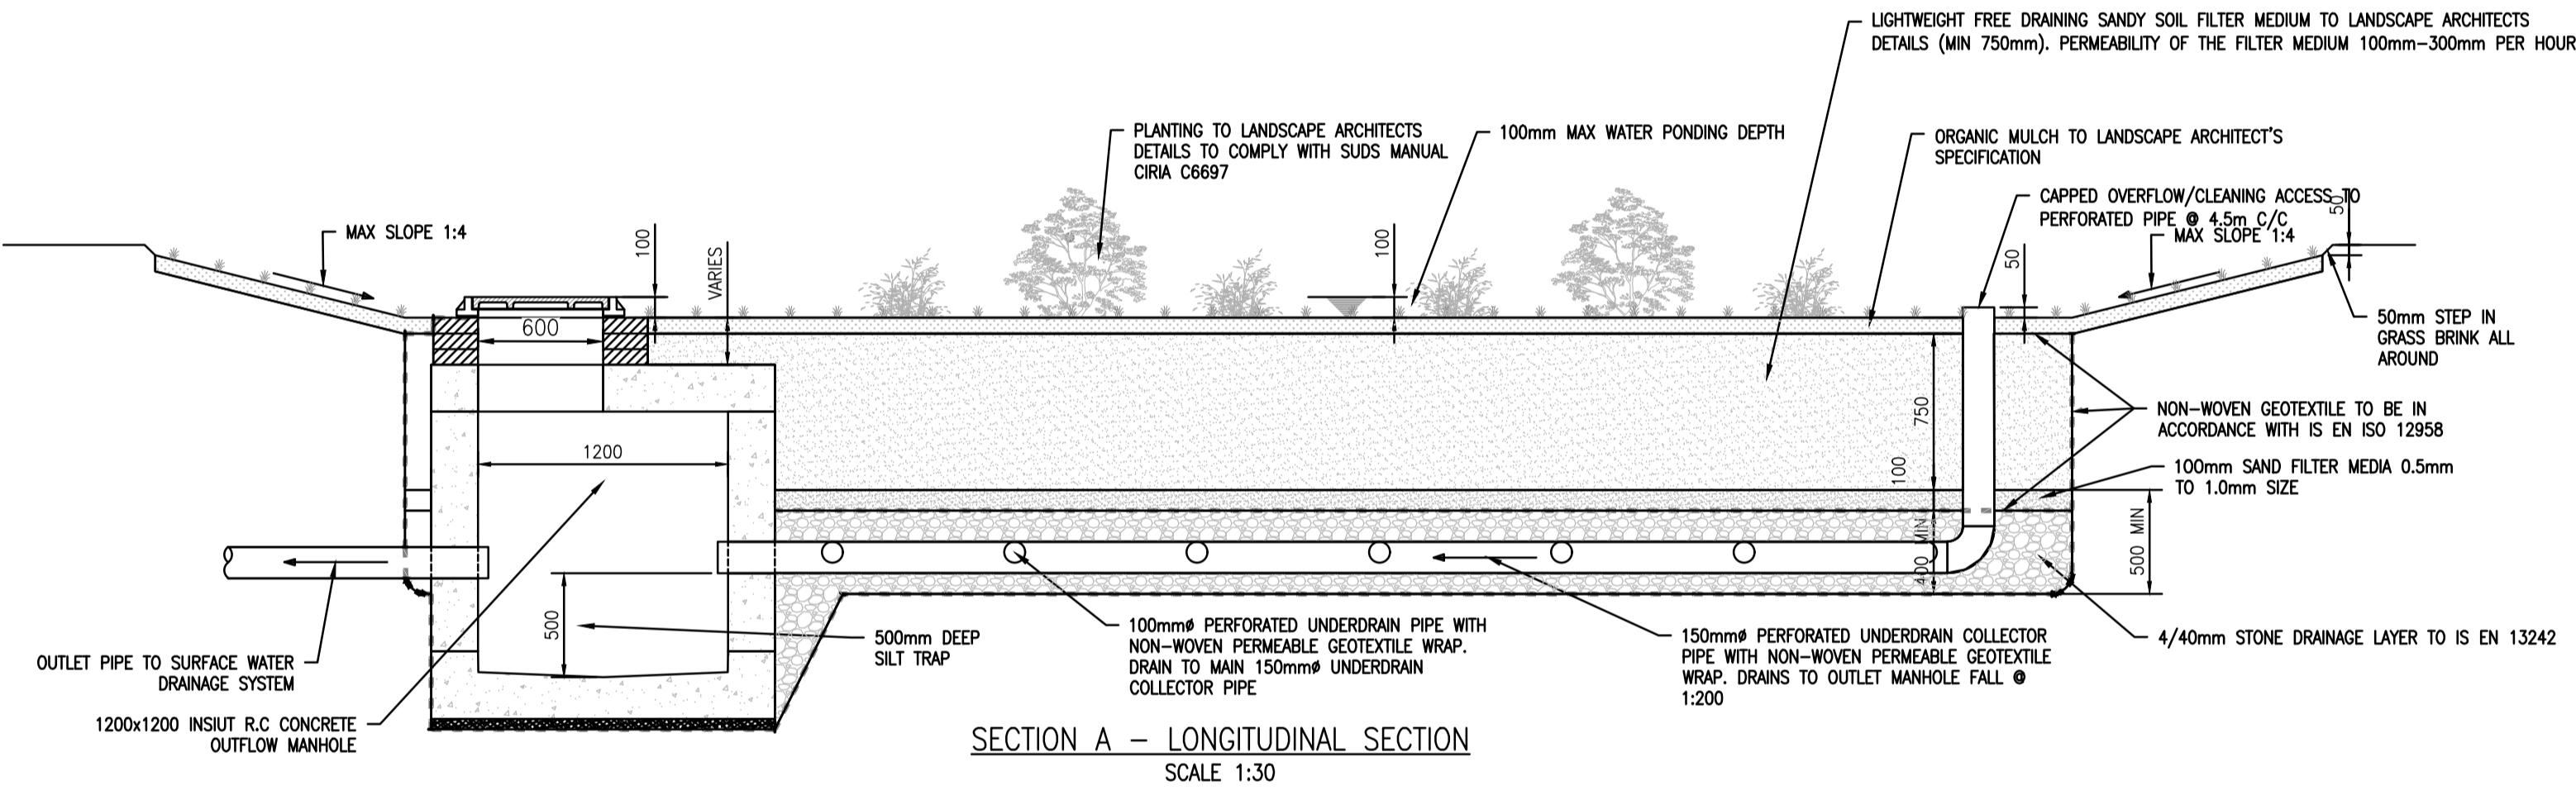 LIGHTWEIGHT FREE DRAINING SANDY SOIL FILTER MEDIUM TO LANDSCAPE ARCHITECTS
DETAILS (MIN 750mm). PERMEABILITY OF THE FILTER MEDIUM 100mm-300mm PER HOUR
PLANTING TO LANDSCAPE ARCHITECTS
DETAILS TO COMPLY WITH SUDS MANUAL
CIRIA C6697
100mm MAX WATER PONDING DEPTH
ORGANIC MULCH TO LANDSCAPE ARCHITECT'S
SPECIFICATION
CAPPED OVERFLOW/CLEANING ACCESS TO
PERFORATED PIPE @ 4.5m C/C
MAX SLOPE 1:4
MAX SLOPE 1:4
50
100
VARIES
100
50
600
50mm STEP IN
GRASS BRINK ALL
AROUND
NON-WOVEN GEOTEXTILE TO BE IN
ACCORDANCE WITH IS EN ISO 12958
750
1200
100
100mm SAND FILTER MEDIA 0.5mm
TO 1.0mm SIZE
400 MIN
500 MIN
500
500mm DEEP
SILT TRAP
100mmø PERFORATED UNDERDRAIN PIPE WITH
NON-WOVEN PERMEABLE GEOTEXTILE WRAP.
DRAIN TO MAIN 150mmø UNDERDRAIN
COLLECTOR PIPE
150mmø PERFORATED UNDERDRAIN COLLECTOR
PIPE WITH NON-WOVEN PERMEABLE GEOTEXTILE
WRAP. DRAINS TO OUTLET MANHOLE FALL @
1:200
4/40mm STONE DRAINAGE LAYER TO IS EN 13242
OUTLET PIPE TO SURFACE WATER
DRAINAGE SYSTEM
1200x1200 INSIUT R.C CONCRETE
OUTFLOW MANHOLE
SECTION A - LONGITUDINAL SECTION
SCALE 1:30